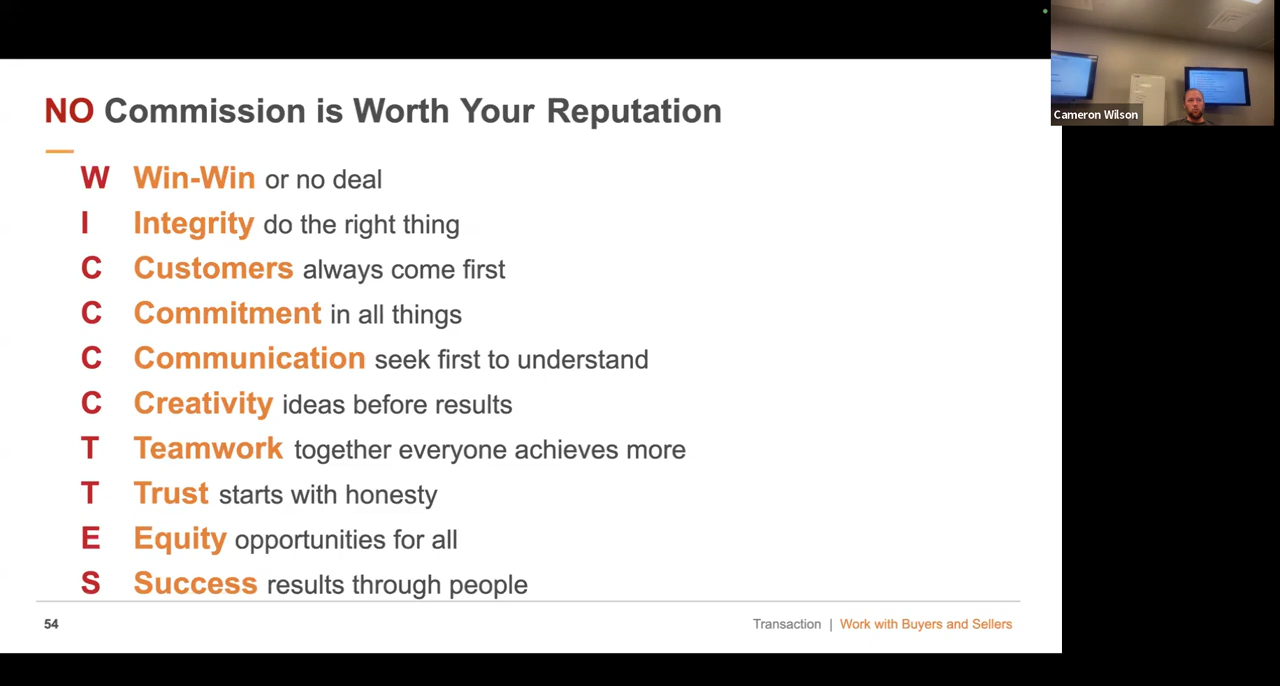 NO Commission is Worth Your Reputation
W Win-Win or no deal
I Integrity do the right thing
C Customers always come first
C Commitment in all things
C Communication seek first to understand
C Creativity ideas before results
T Teamwork together everyone achieves more
T Trust starts with honesty
E Equity opportunities for all
S Success results through people
54
Transaction | Work with Buyers and Sellers
Cameron Wilson